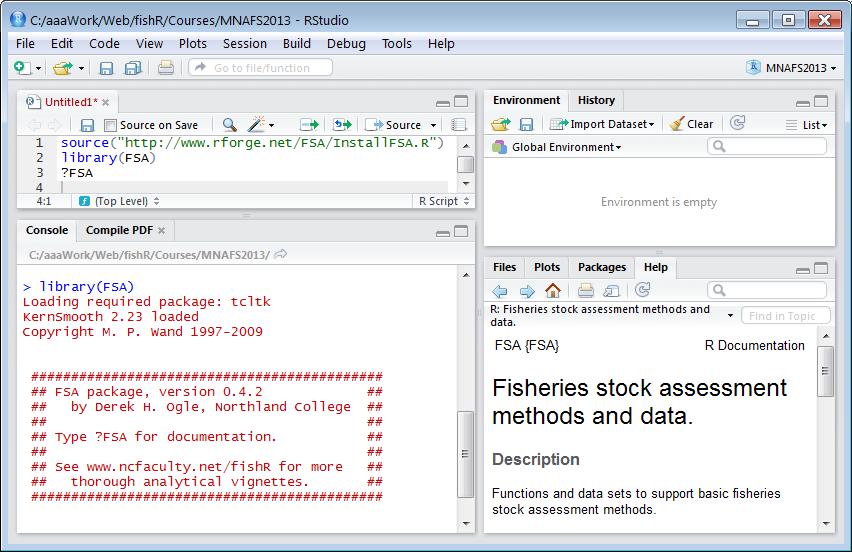 C:/aaaWork/Web/fishR/Courses/MNAFS2013 - RStudio
File Edit Code View Plots Session Build Debug Tools Help
Go to file/function MNAFS2013
Untitled1*
Source on Save Source
1 source("http://www.rforge.net/FSA/InstallFSA.R")
2 library(FSA)
3 ?FSA
4
4:1 (Top Level) R Script
Console Compile PDF
C:/aaaWork/Web/fishR/Courses/MNAFS2013/
> library(FSA)
Loading required package: tcltk
KernSmooth 2.23 loaded
Copyright M. P. Wand 1997-2009
############################################
## FSA package, version 0.4.2 ##
## by Derek H. Ogle, Northland College ##
## ##
## Type ?FSA for documentation. ##
## ##
## See www.ncfaculty.net/fishR for more ##
## thorough analytical vignettes. ##
############################################
Environment History
Import Dataset Clear List
Global Environment
Environment is empty
Files Plots Packages Help
R: Fisheries stock assessment methods and
data.
Find in Topic
FSA {FSA} R Documentation
Fisheries stock assessment
methods and data.
Description
Functions and data sets to support basic fisheries
stock assessment methods.